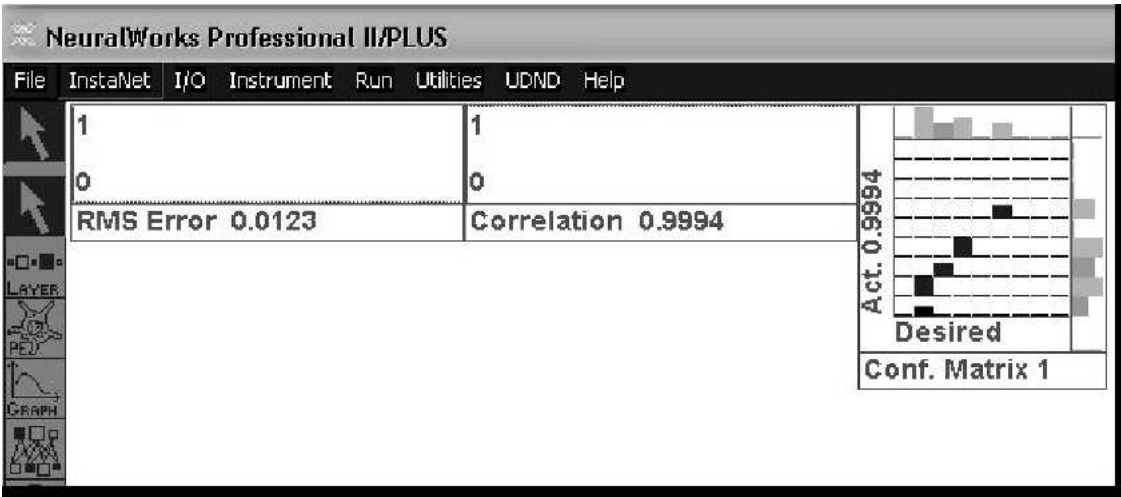 NeuralWorks Professional II/PLUS
File InstaNet I/O Instrument Run Utilities UDND Help
1
0
RMS Error 0.0123
1
0
Correlation 0.9994
Act. 0.9994
Desired
Conf. Matrix 1
LAYER
PED
GRAPH